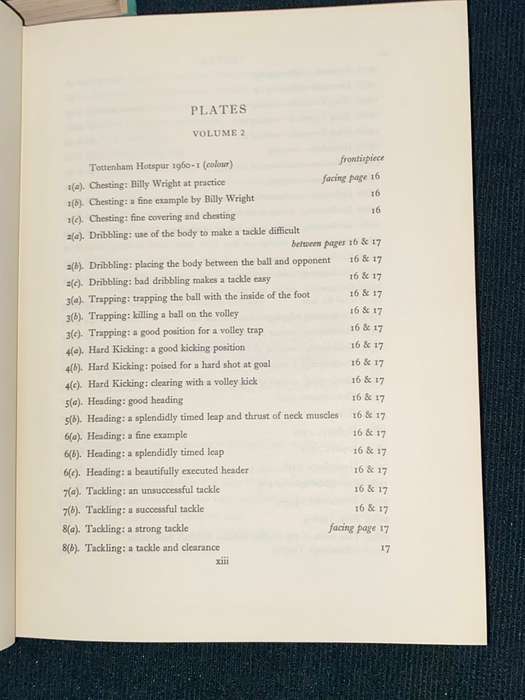 PLATES
VOLUME 2
Tottenham Hotspur 1960-1 (colour) frontispiece
1(a). Chesting: Billy Wright at practice facing page 16
1(b). Chesting: a fine example by Billy Wright 16
1(c). Chesting: fine covering and chesting 16
2(a). Dribbling: use of the body to make a tackle difficult
between pages 16 & 17
2(b). Dribbling: placing the body between the ball and opponent 16 & 17
2(c). Dribbling: bad dribbling makes a tackle easy 16 & 17
3(a). Trapping: trapping the ball with the inside of the foot 16 & 17
3(b). Trapping: killing a ball on the volley 16 & 17
3(c). Trapping: a good position for a volley trap 16 & 17
4(a). Hard Kicking: a good kicking position 16 & 17
4(b). Hard Kicking: poised for a hard shot at goal 16 & 17
4(c). Hard Kicking: clearing with a volley kick 16 & 17
5(a). Heading: good heading 16 & 17
5(b). Heading: a splendidly timed leap and thrust of neck muscles 16 & 17
6(a). Heading: a fine example 16 & 17
6(b). Heading: a splendidly timed leap 16 & 17
6(c). Heading: a beautifully executed header 16 & 17
7(a). Tackling: an unsuccessful tackle 16 & 17
7(b). Tackling: a successful tackle 16 & 17
8(a). Tackling: a strong tackle facing page 17
8(b). Tackling: a tackle and clearance 17
xiii